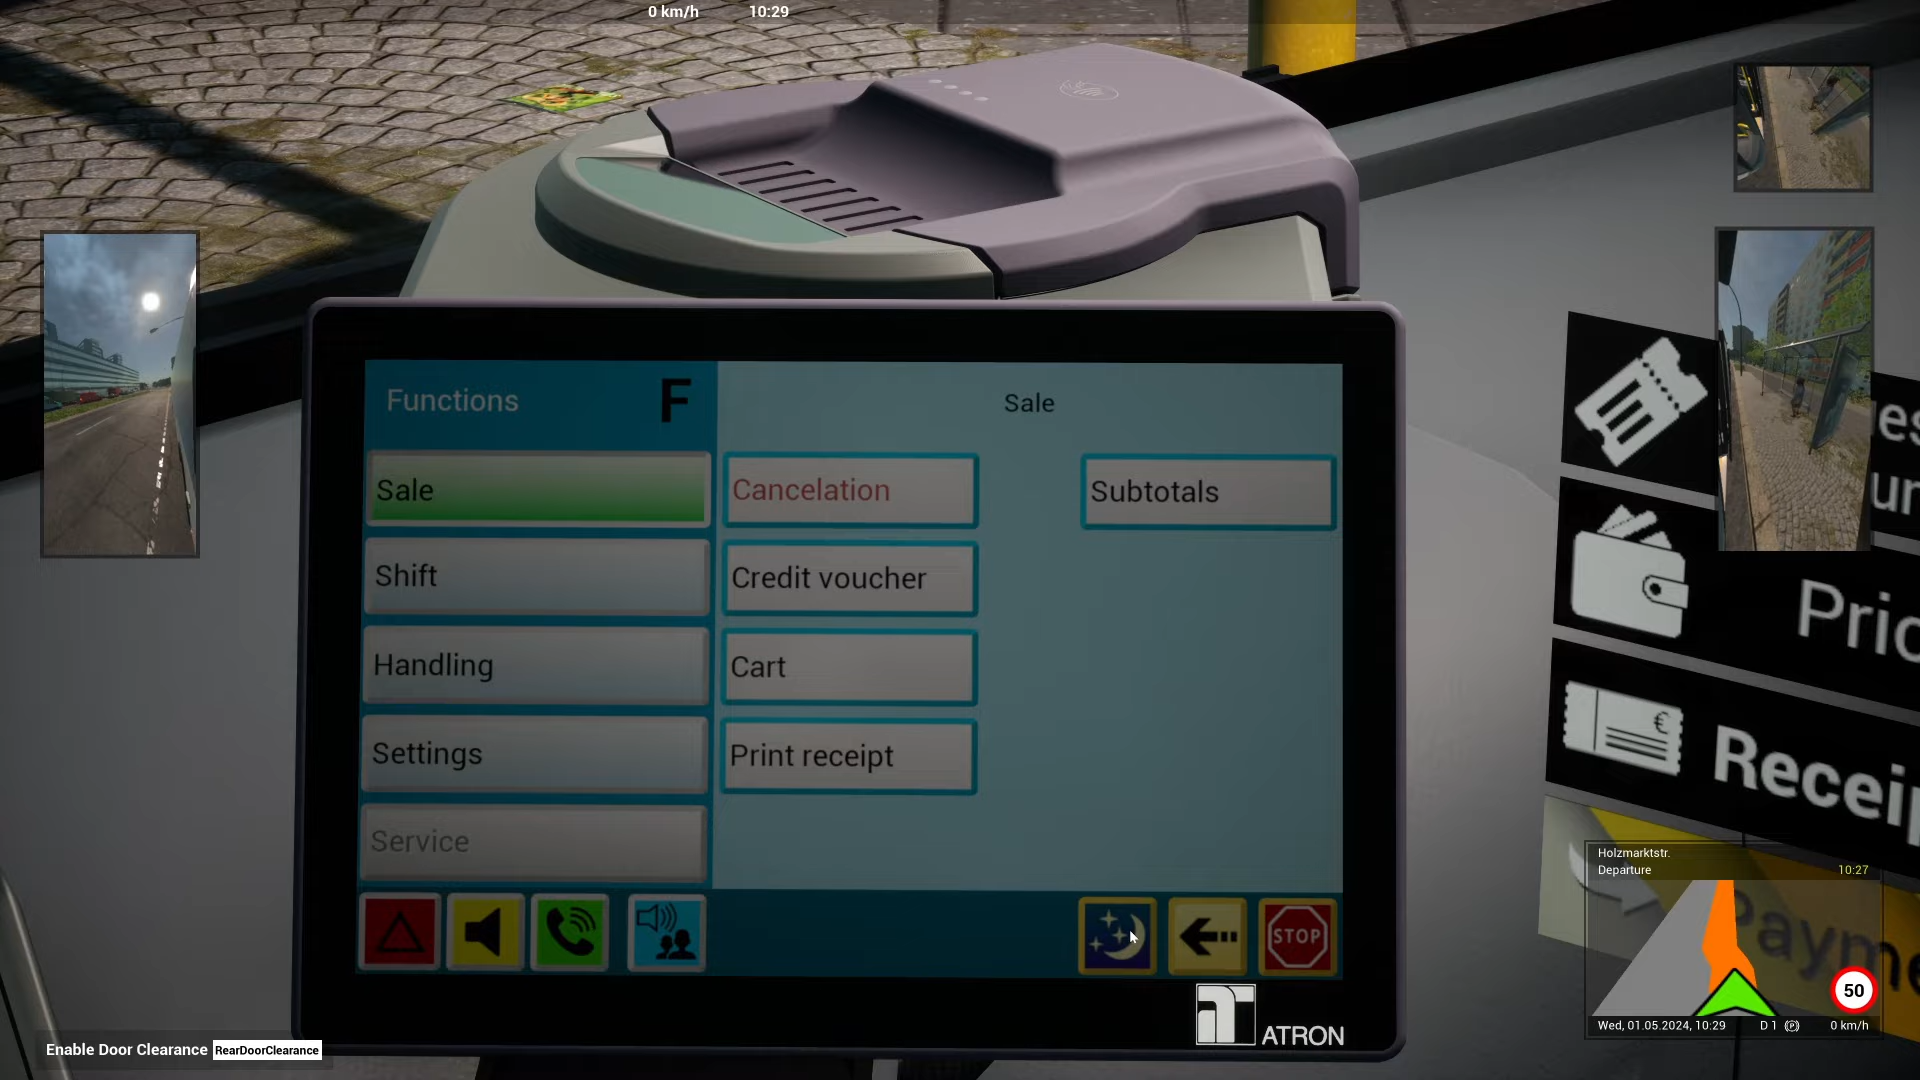 0 km/h 10:29
Functions F
Sale
Sale
Cancelation
Subtotals
Shift
Credit voucher
Handling
Cart
Settings
Print receipt
Service
STOP
ATRON
Holzmarktstr.
Departure 10:27
50
Wed, 01.05.2024, 10:29 D 1 P 0 km/h
Enable Door Clearance RearDoorClearance